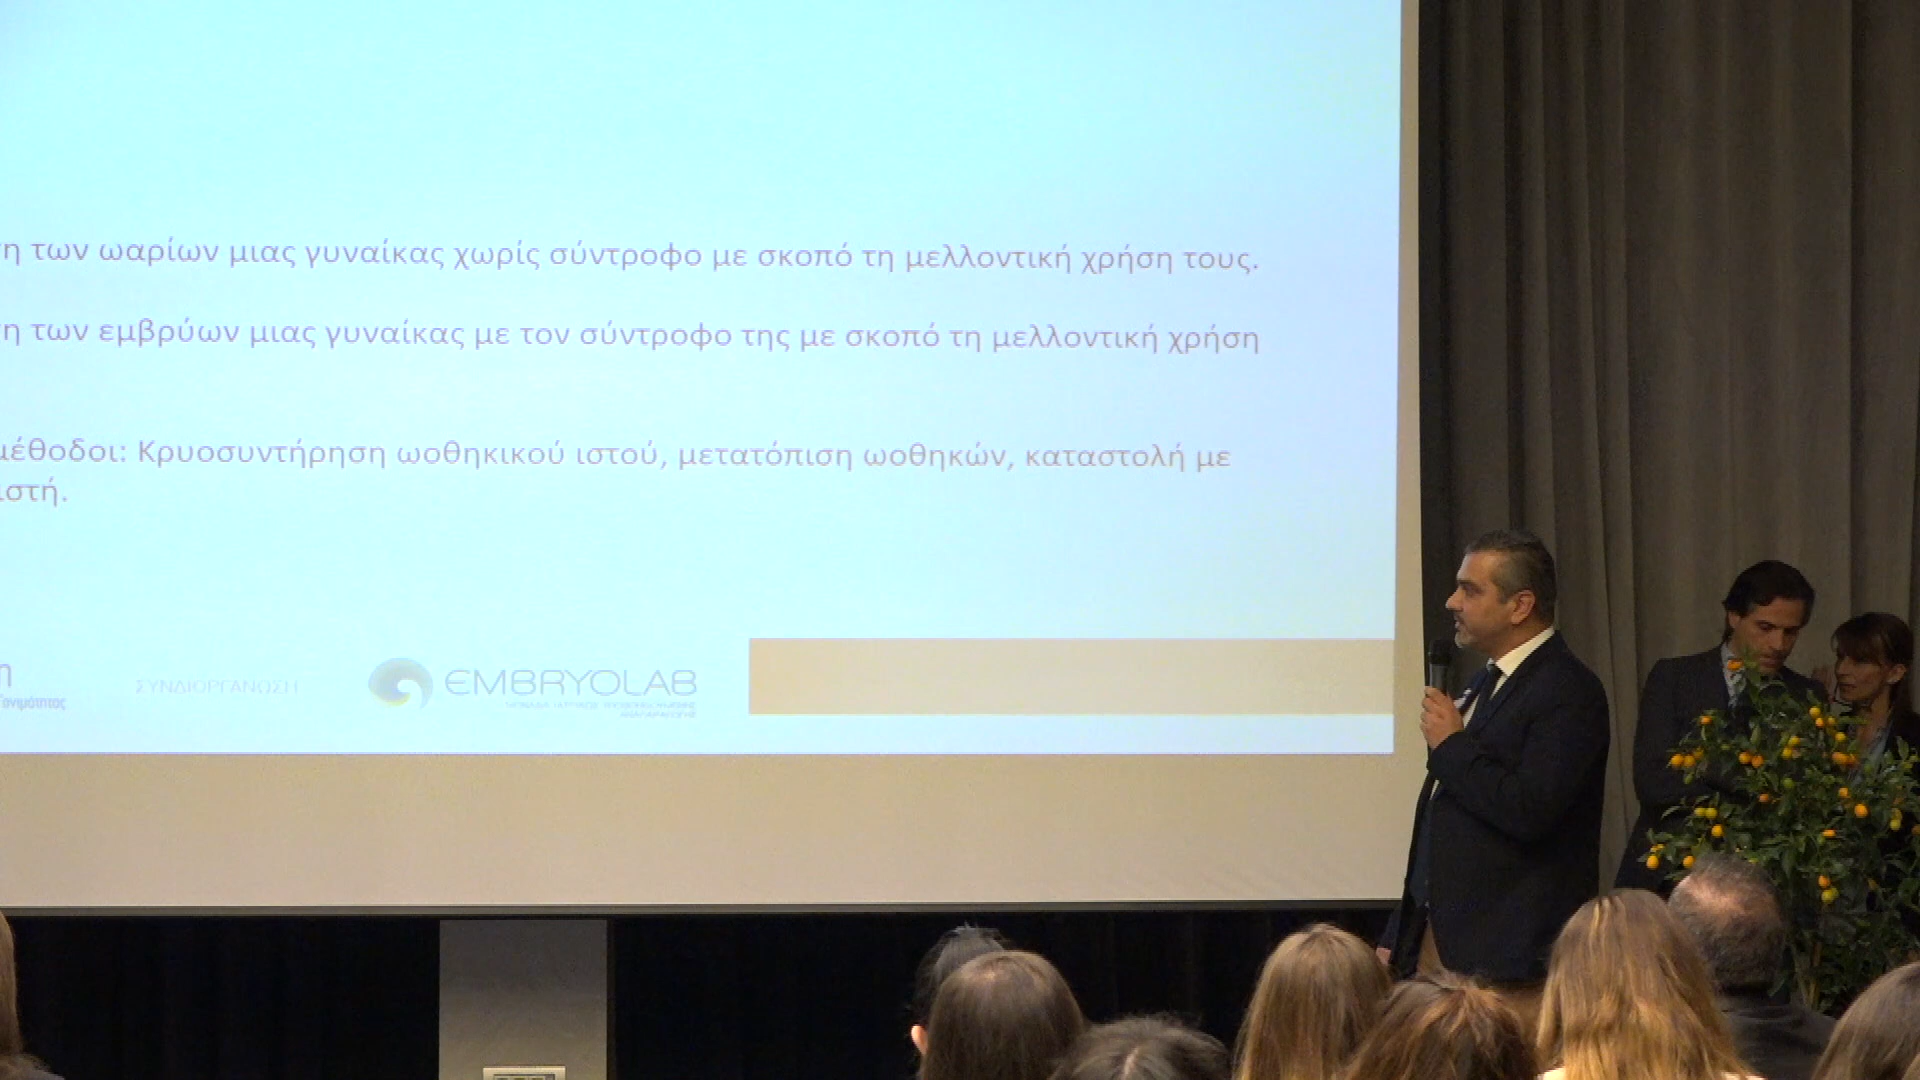 των ωαρίων μιας γυναίκας χωρίς σύντροφο με σκοπό τη μελλοντική χρήση τους.
των εμβρύων μιας γυναίκας με τον σύντροφο της με σκοπό τη μελλοντική χρήση
μέθοδοι: Κρυοσυντήρηση ωοθηκικού ιστού, μετατόπιση ωοθηκών, καταστολή με
ΣΥΝΔΙΟΡΓΑΝΩΣΗ
EMBRYOLAB